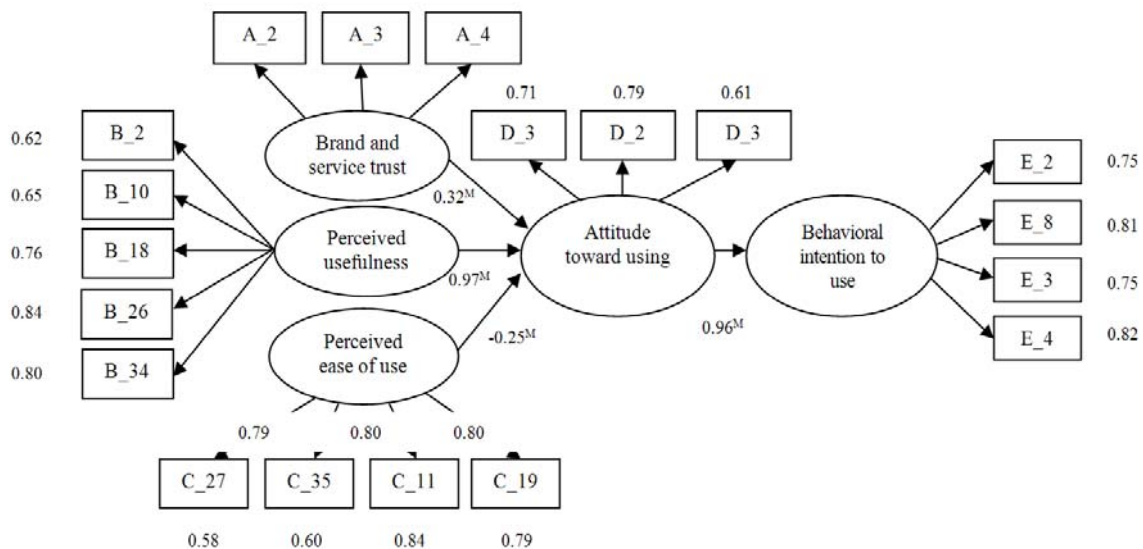 A_2
A_3
A_4
0.71
0.79
0.61
0.62
B_2
Brand and
service trust
D_3
D_2
D_3
E_2
0.75
0.65
B_10
0.32ᴹ
E_8
0.81
0.76
B_18
Perceived
usefulness
Attitude
toward using
Behavioral
intention to
use
0.97ᴹ
E_3
0.75
0.84
B_26
0.96ᴹ
E_4
0.82
-0.25ᴹ
Perceived
ease of use
0.80
B_34
0.79
0.80
0.80
C_27
C_35
C_11
C_19
0.58
0.60
0.84
0.79